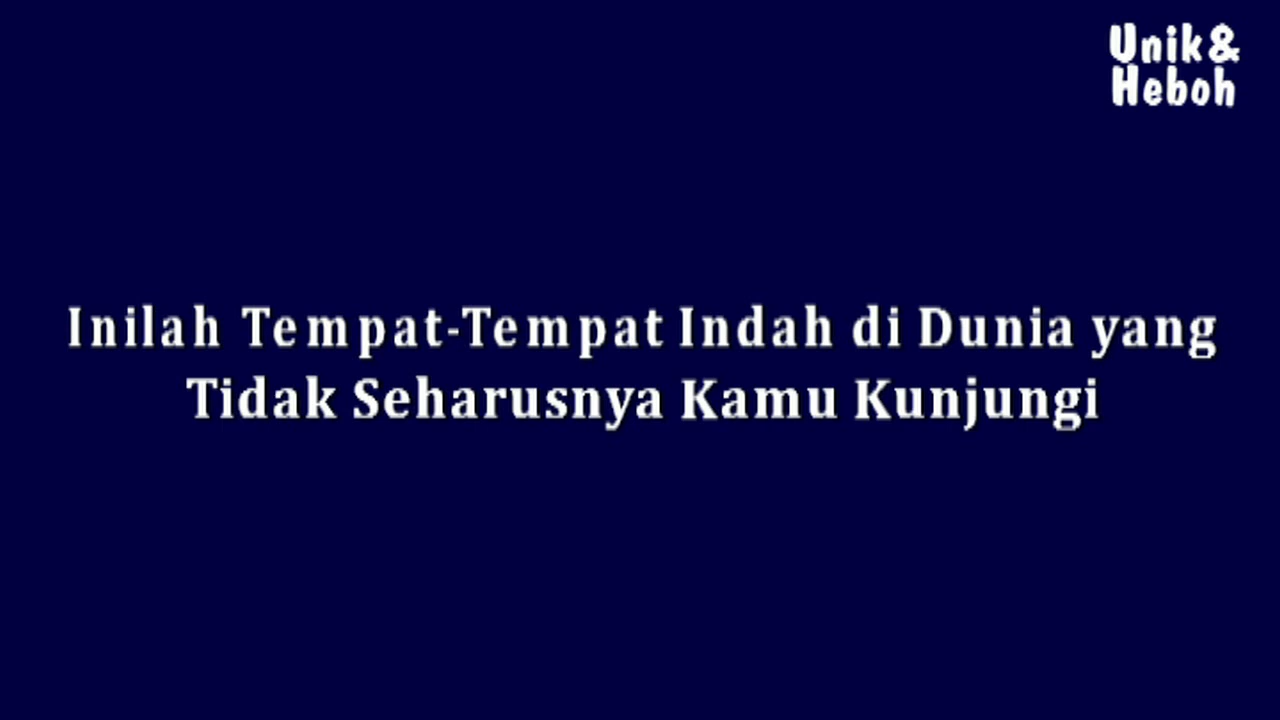 Unik&
Heboh
Inilah Tempat-Tempat Indah di Dunia yang
Tidak Seharusnya Kamu Kunjungi